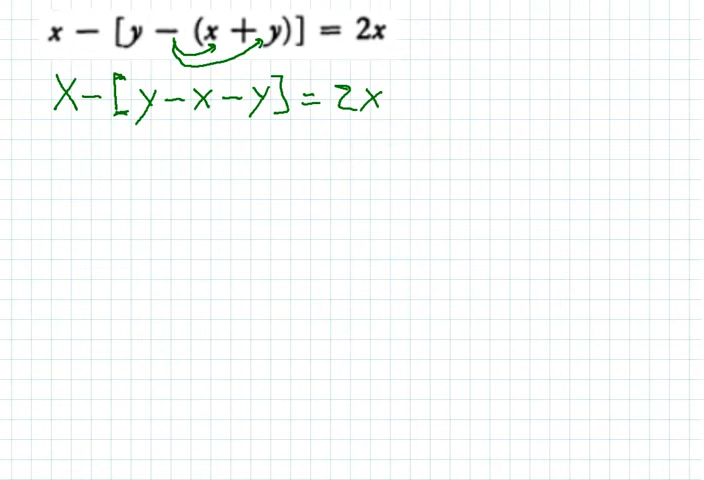 x − [y − (x + y)] = 2x
x − [y − x − y] = 2x